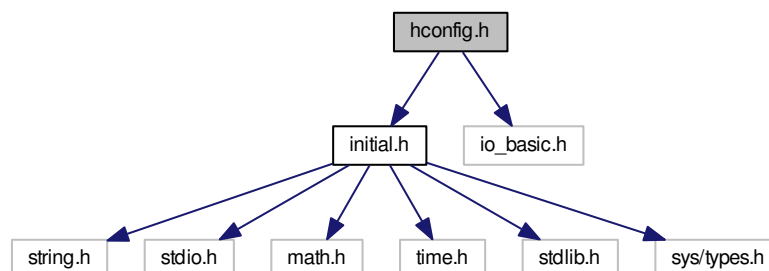 hconfig.h
initial.h
io_basic.h
string.h
stdio.h
math.h
time.h
stdlib.h
sys/types.h